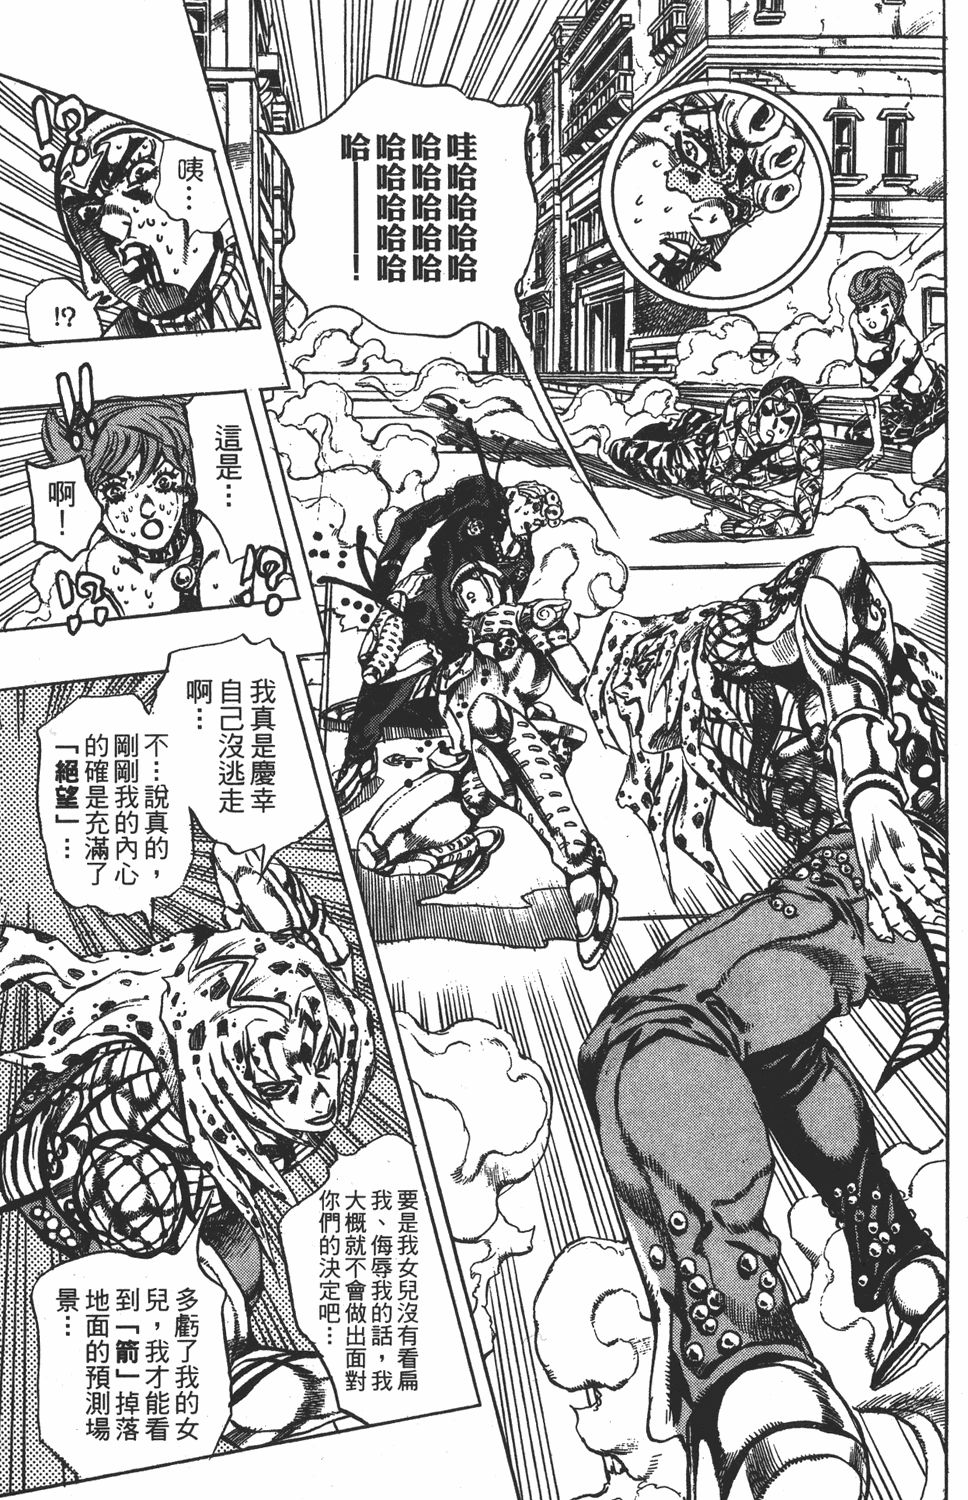 哇哈哈哈哈
哈哈哈哈哈
哈哈哈哈哈
哈——！
咦…
!?
!?
這是…
!!
啊！
!?
!?
我真是慶幸
自己沒逃走
啊…
不…說真的，
剛剛我的內心
的確是充滿了
「絕望」…
要是我女兒沒有看扁
我、侮辱我的話，我
大概就不會做出面對
你們的決定吧…
多虧了我的女
兒，我才能看
到「箭」掉落
地面的預測場
景…